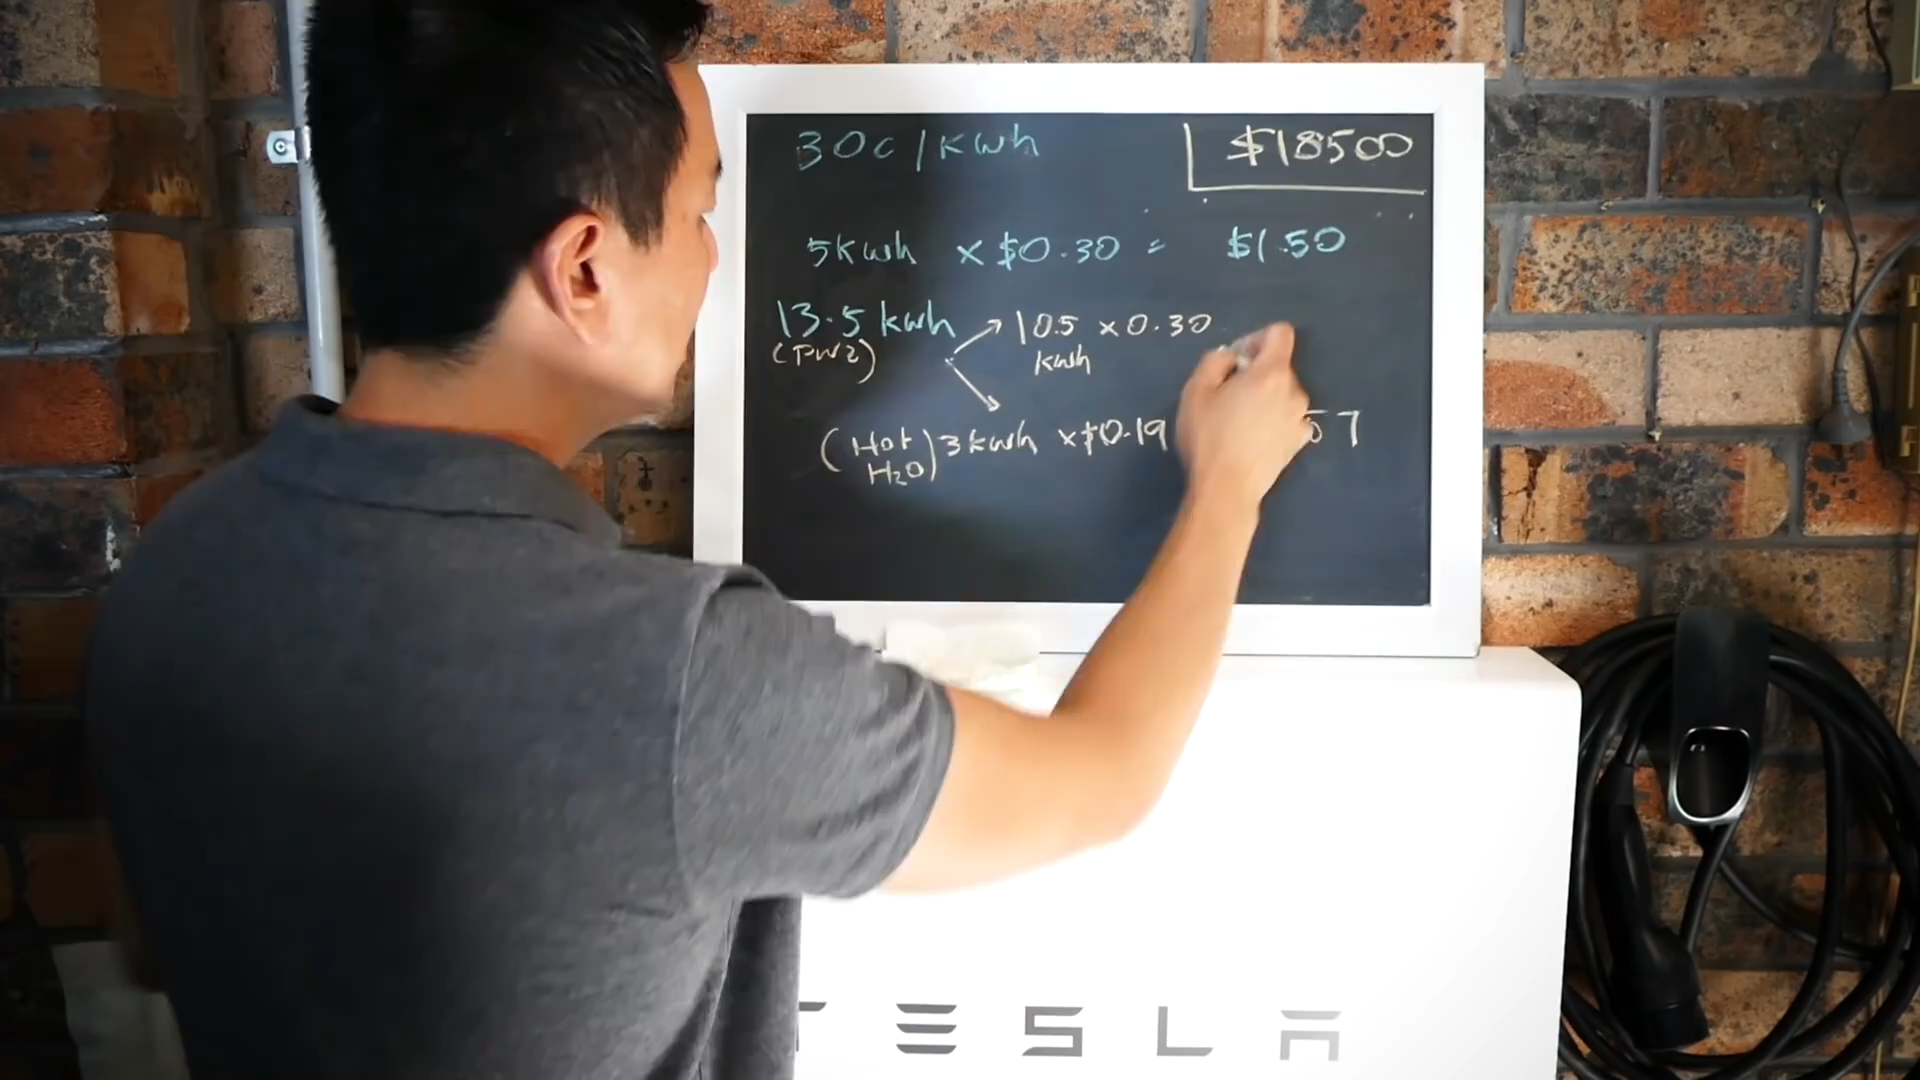 30c/kwh
$18500
5kwh × $0.30 = $1.50
13.5 kwh
(PW2)
10.5 × 0.30
kwh
(Hot H₂O) 3kwh × $0.19 57
TESLA